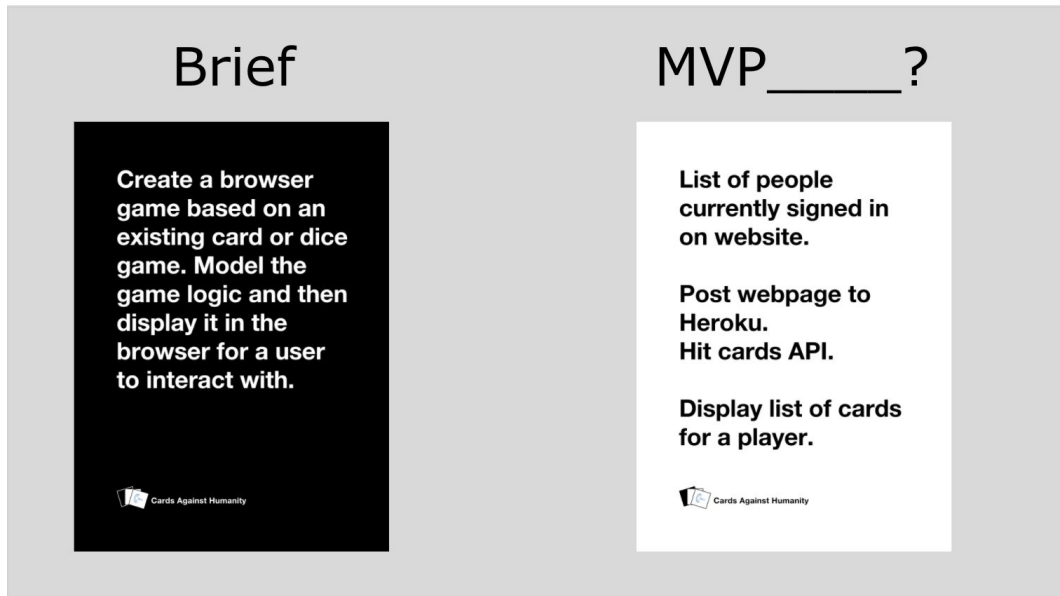 Brief
Create a browser
game based on an
existing card or dice
game. Model the
game logic and then
display it in the
browser for a user
to interact with.
Cards Against Humanity
MVP_____?
List of people
currently signed in
on website.
Post webpage to
Heroku.
Hit cards API.
Display list of cards
for a player.
Cards Against Humanity